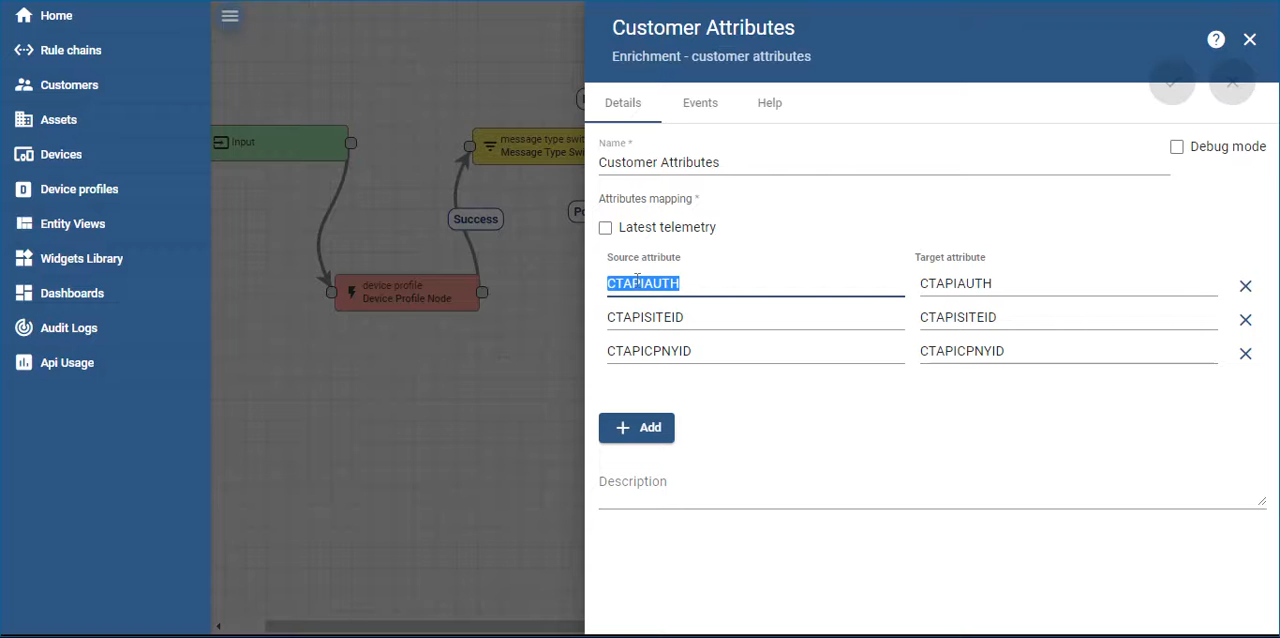 Home
Rule chains
Customers
Assets
Devices
Device profiles
Entity Views
Widgets Library
Dashboards
Audit Logs
Api Usage
Input
message type
Message Type
Success
device profile
Device Profile Node
Customer Attributes
Enrichment - customer attributes
Details Events Help
Name *
Customer Attributes
Debug mode
Attributes mapping *
Latest telemetry
Source attribute Target attribute
CTAPIAUTH CTAPIAUTH
CTAPISITEID CTAPISITEID
CTAPICPNYID CTAPICPNYID
+ Add
Description